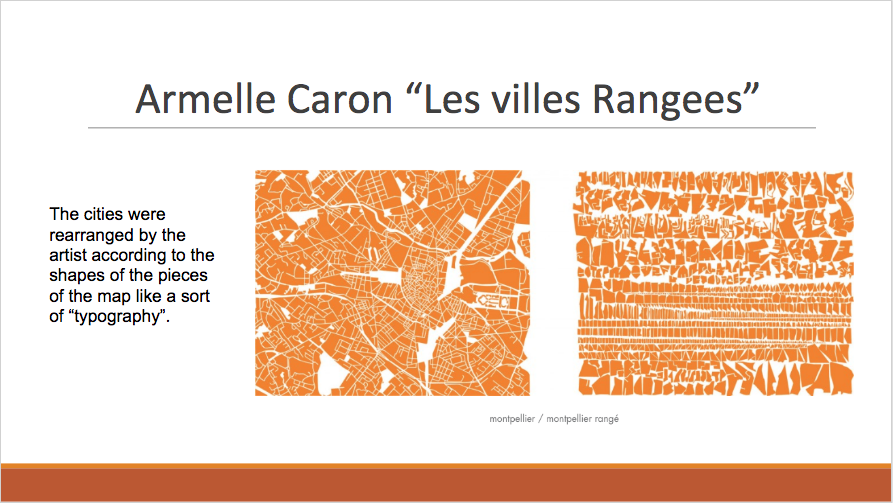 Armelle Caron “Les villes Rangees”
The cities were
rearranged by the
artist according to the
shapes of the pieces
of the map like a sort
of “typography”.
montpellier / montpellier rangé